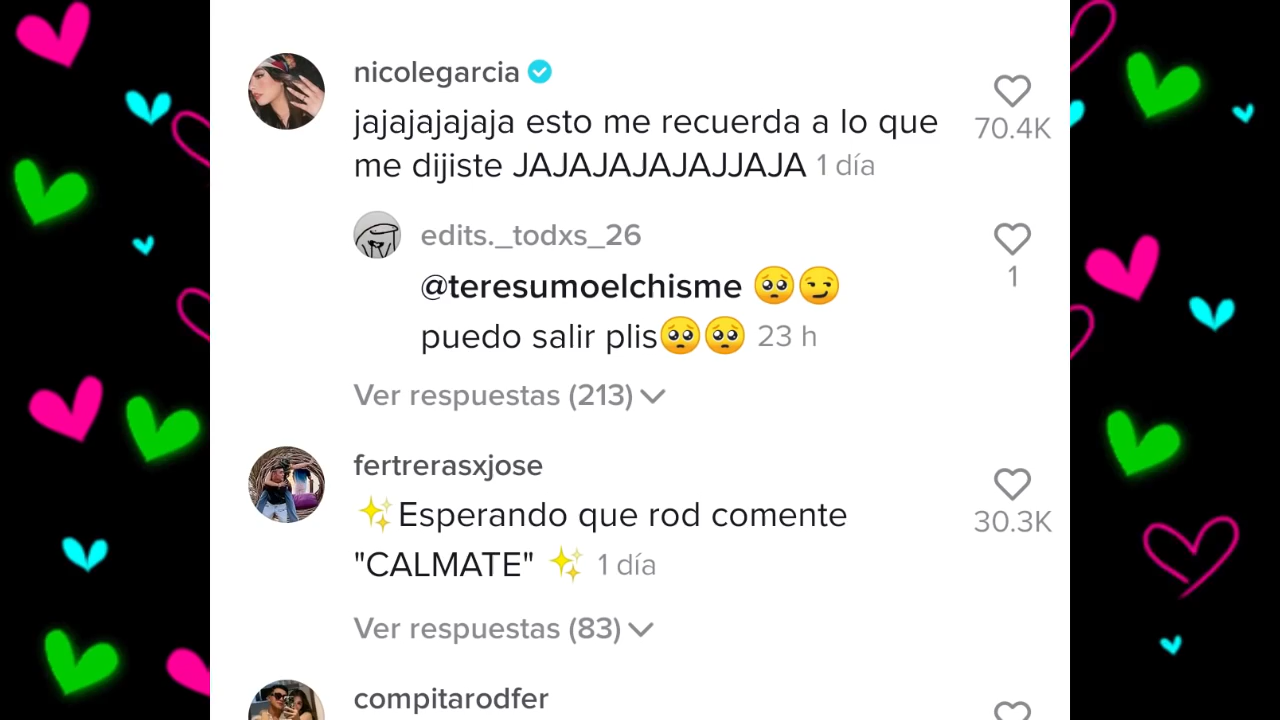 nicolegarcia
jajajajajaja esto me recuerda a lo que
70.4K
me dijiste JAJAJAJAJAJJAJA 1 día
edits._todxs_26
@teresumoelchisme 🥺😏
1
puedo salir plis🥺🥺 23 h
Ver respuestas (213)
fertrerasxjose
✨Esperando que rod comente
30.3K
"CALMATE" ✨ 1 día
Ver respuestas (83)
compitarodfer